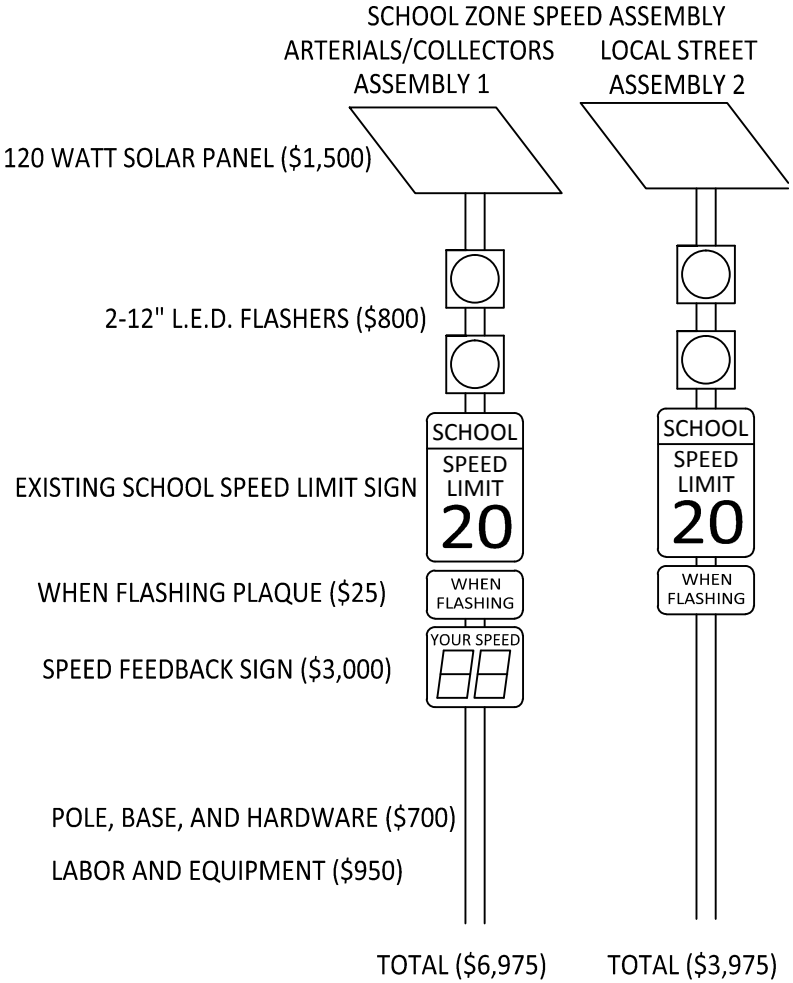 SCHOOL ZONE SPEED ASSEMBLY
ARTERIALS/COLLECTORS
ASSEMBLY 1
LOCAL STREET
ASSEMBLY 2
120 WATT SOLAR PANEL ($1,500)
2-12" L.E.D. FLASHERS ($800)
EXISTING SCHOOL SPEED LIMIT SIGN
SCHOOL
SPEED
LIMIT
20
SCHOOL
SPEED
LIMIT
20
WHEN FLASHING PLAQUE ($25)
WHEN
FLASHING
WHEN
FLASHING
SPEED FEEDBACK SIGN ($3,000)
YOUR SPEED
POLE, BASE, AND HARDWARE ($700)
LABOR AND EQUIPMENT ($950)
TOTAL ($6,975)
TOTAL ($3,975)